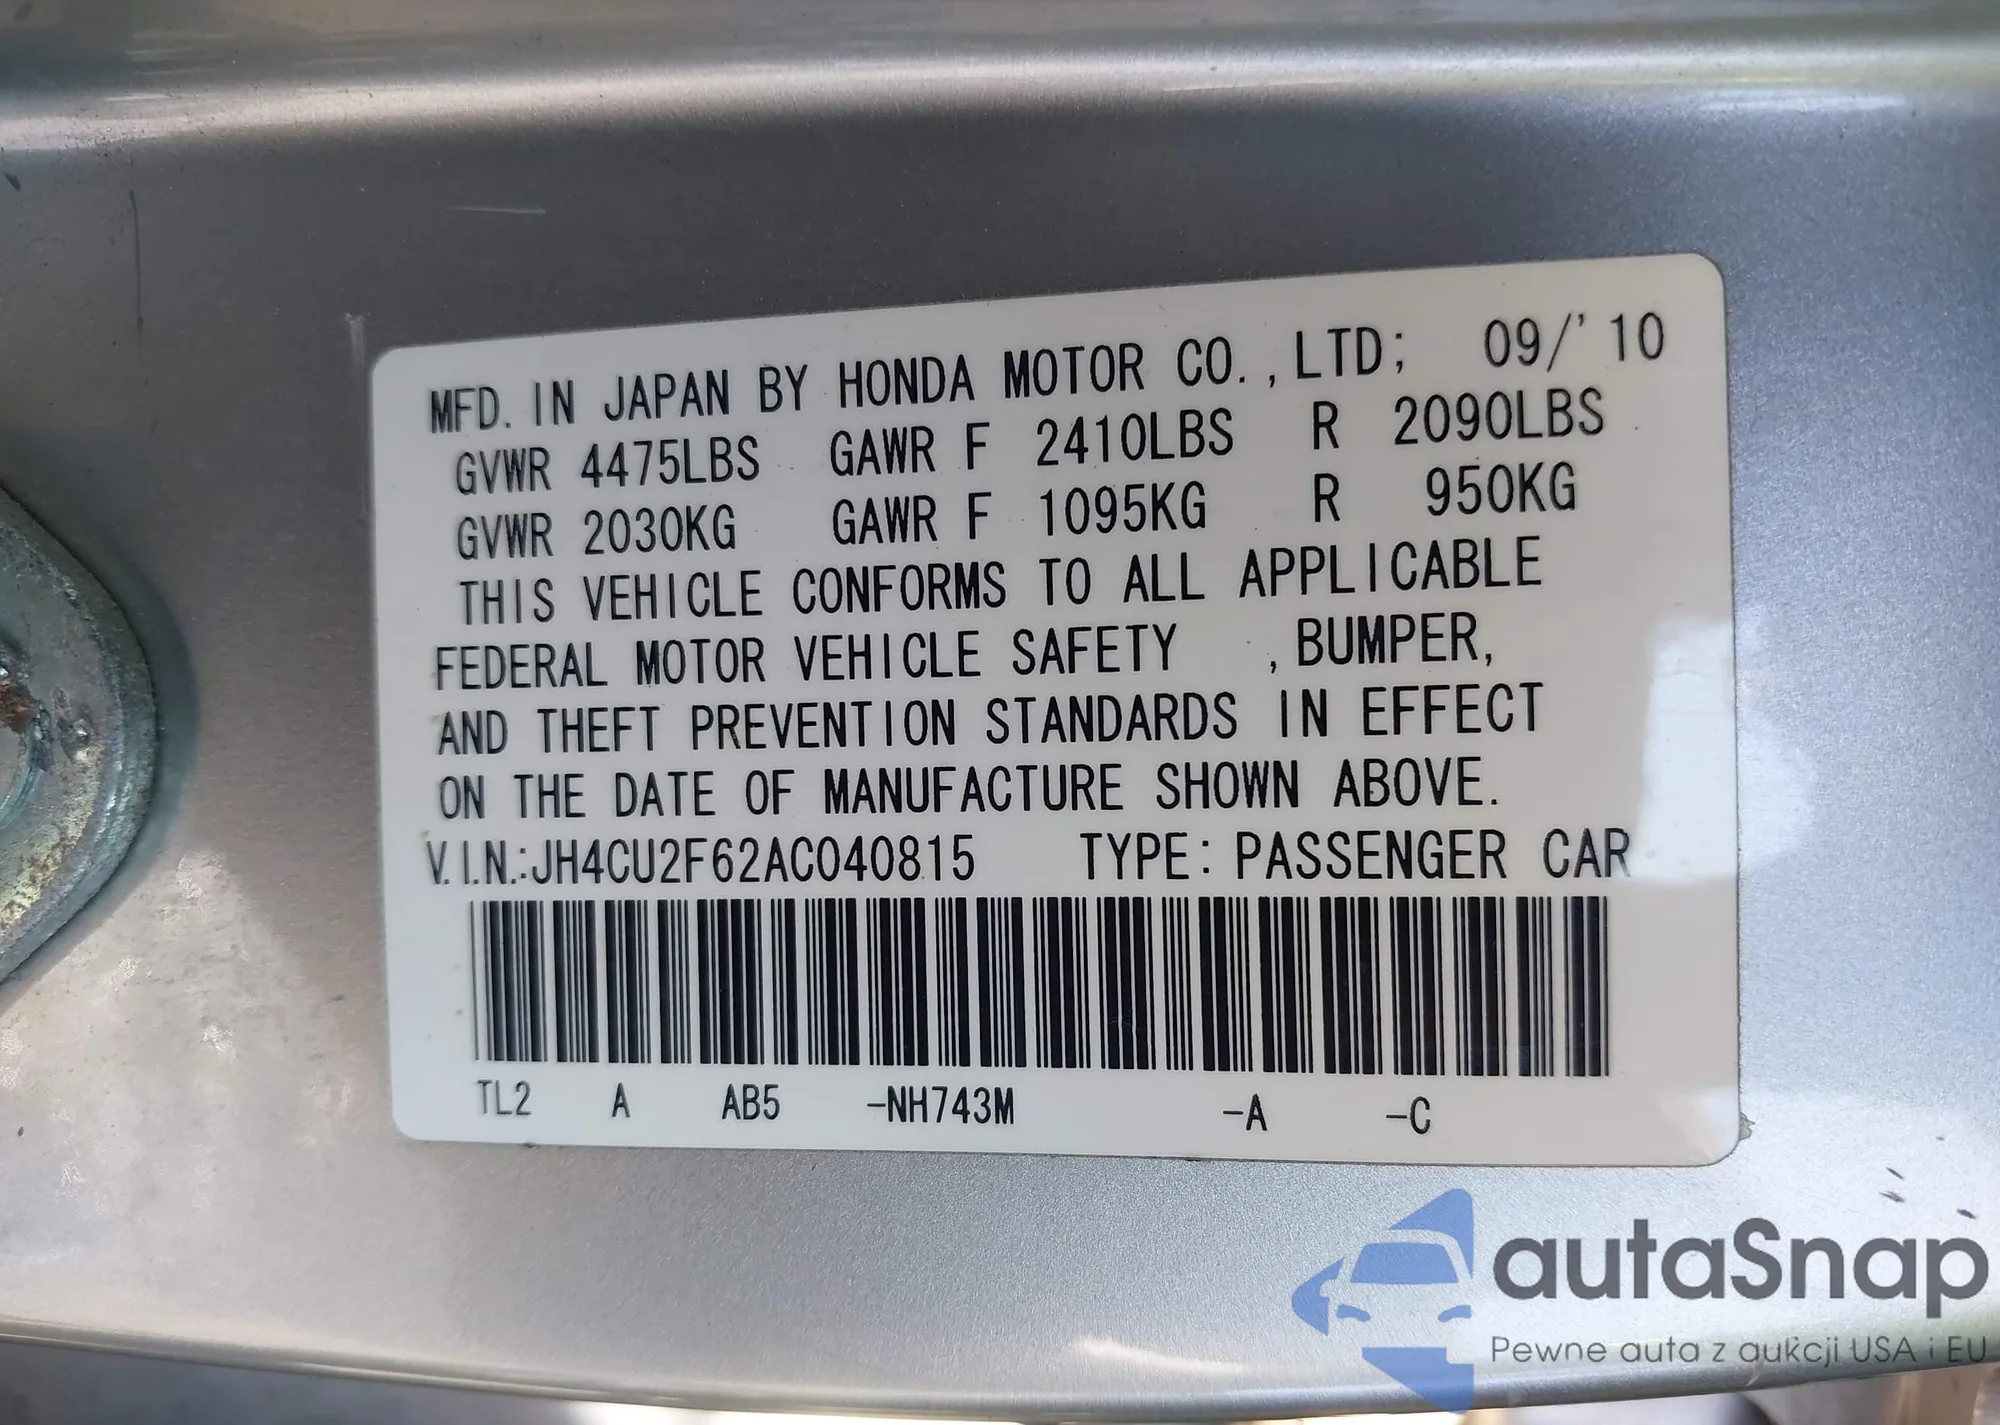 MFD. IN JAPAN BY HONDA MOTOR CO., LTD; 09/'10
GVWR 4475LBS GAWR F 2410LBS R 2090LBS
GVWR 2030KG GAWR F 1095KG R 950KG
THIS VEHICLE CONFORMS TO ALL APPLICABLE
FEDERAL MOTOR VEHICLE SAFETY , BUMPER,
AND THEFT PREVENTION STANDARDS IN EFFECT
ON THE DATE OF MANUFACTURE SHOWN ABOVE.
V.I.N.:JH4CU2F62AC040815 TYPE: PASSENGER CAR
TL2 A AB5 -NH743M -A -C
autaSnap
Pewne auta z aukcji USA i EU